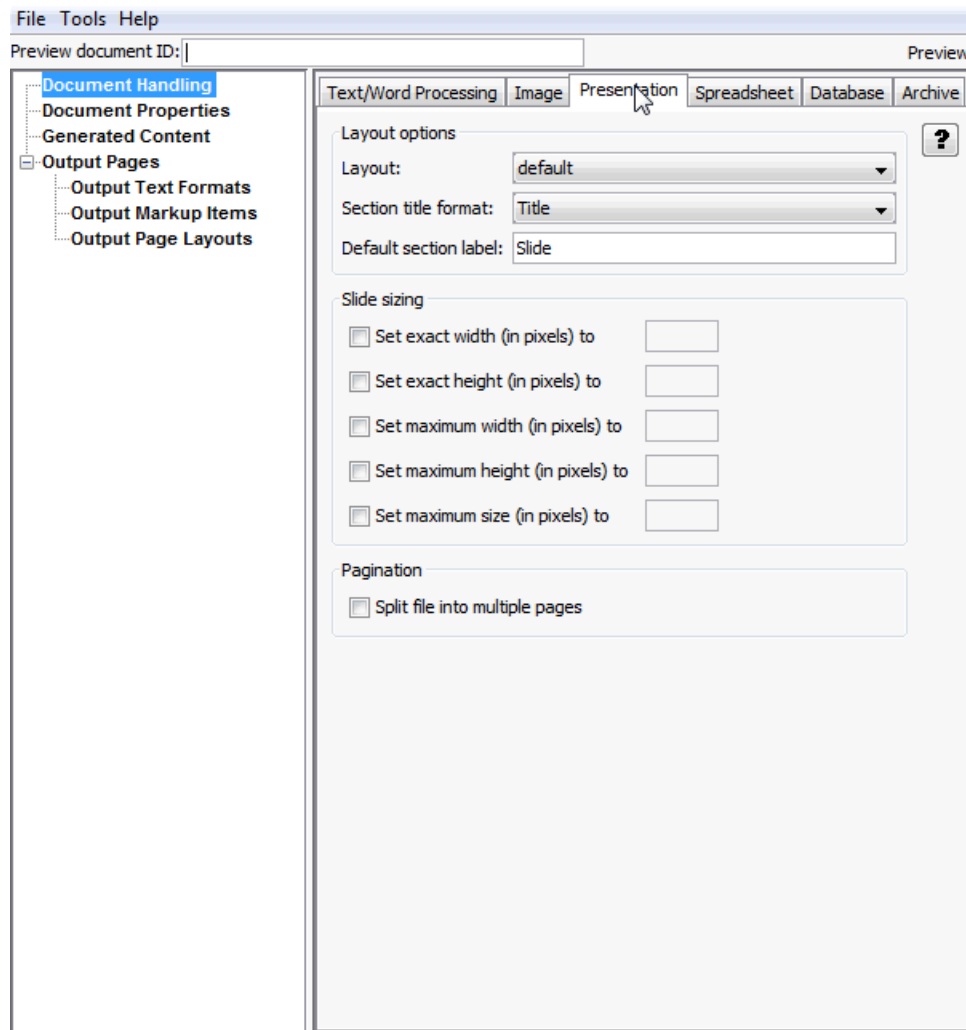 File Tools Help
Preview document ID:
Preview
Document Handling
Document Properties
Generated Content
Output Pages
Output Text Formats
Output Markup Items
Output Page Layouts
Text/Word Processing Image Presentation Spreadsheet Database Archive
Layout options
?
Layout: default
Section title format: Title
Default section label: Slide
Slide sizing
Set exact width (in pixels) to
Set exact height (in pixels) to
Set maximum width (in pixels) to
Set maximum height (in pixels) to
Set maximum size (in pixels) to
Pagination
Split file into multiple pages